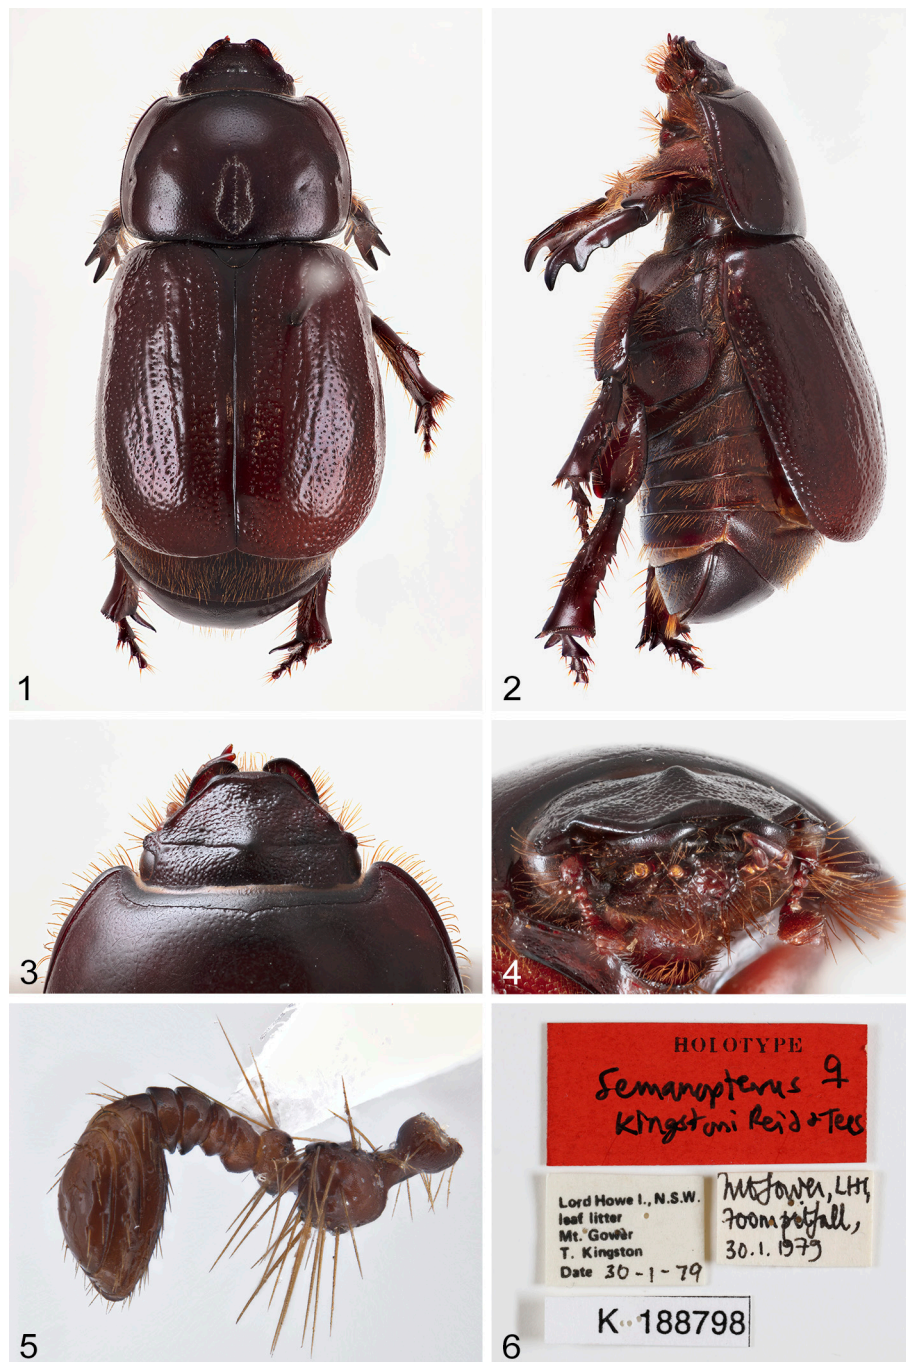 1
2
3
4
5
6
HOLOTYPE
Semanopterus ♀
Kingstoni Reid & Tees
Lord Howe I., N.S.W.
leaf litter
Mt. Gower
T. Kingston
Date 30-1-79
Mt Gower, LHI,
700m pitfall,
30.1.1979
K 188798